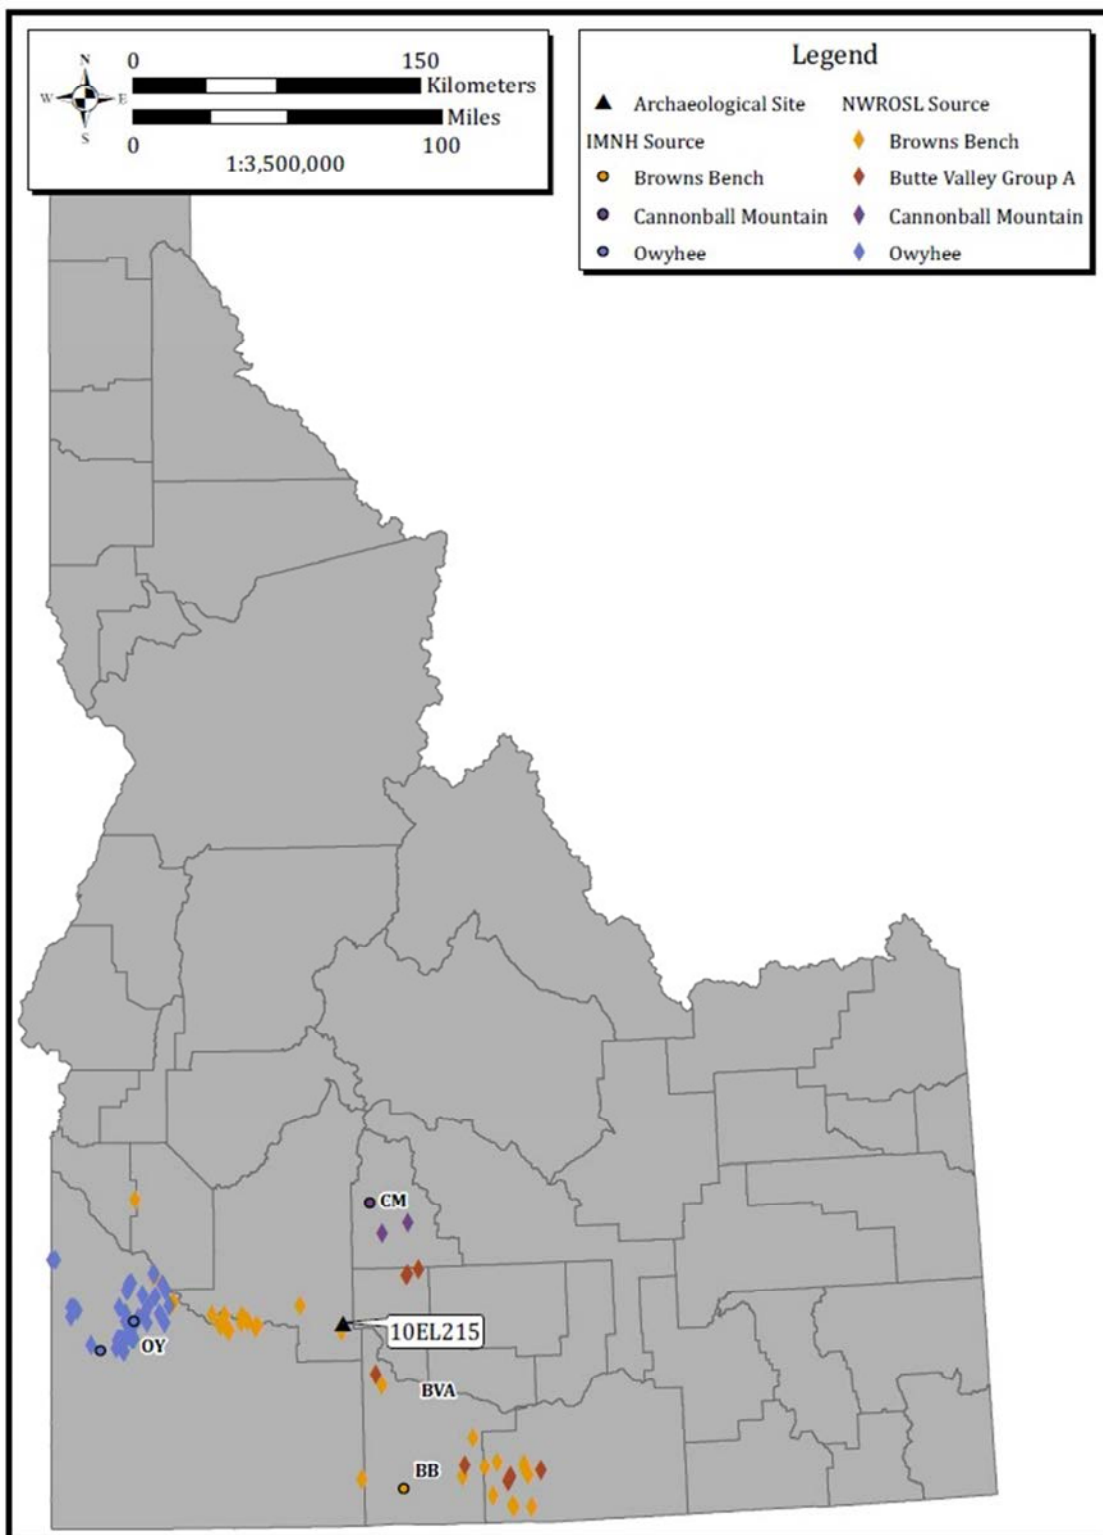 N
W E
S
0 150
Kilometers
Miles
0 100
1:3,500,000
Legend
Archaeological Site
IMNH Source
Browns Bench
Cannonball Mountain
Owyhee
NWROSL Source
Browns Bench
Butte Valley Group A
Cannonball Mountain
Owyhee
CM
10EL215
OY
BVA
BB